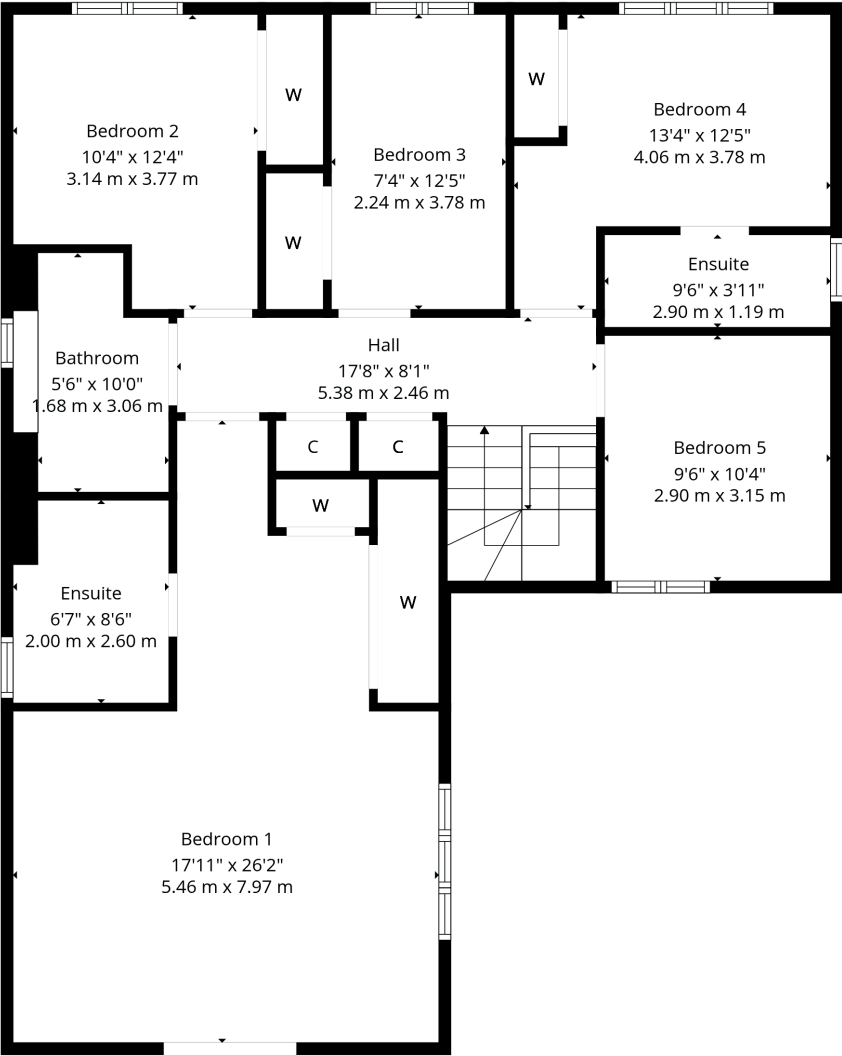 Bedroom 2
10'4" x 12'4"
3.14 m x 3.77 m
W
W
Bedroom 3
7'4" x 12'5"
2.24 m x 3.78 m
W
Bedroom 4
13'4" x 12'5"
4.06 m x 3.78 m
Ensuite
9'6" x 3'11"
2.90 m x 1.19 m
Hall
17'8" x 8'1"
5.38 m x 2.46 m
Bathroom
5'6" x 10'0"
1.68 m x 3.06 m
C
C
W
W
Bedroom 5
9'6" x 10'4"
2.90 m x 3.15 m
Ensuite
6'7" x 8'6"
2.00 m x 2.60 m
Bedroom 1
17'11" x 26'2"
5.46 m x 7.97 m